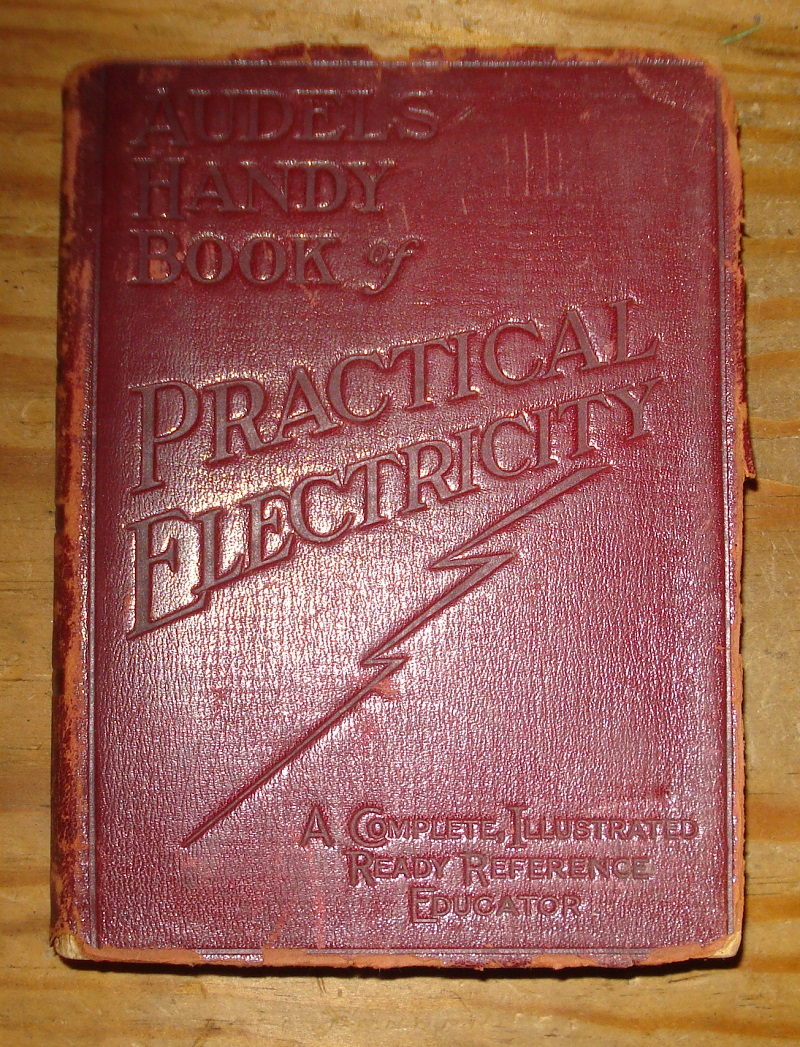 AUDELS
HANDY
BOOK of
PRACTICAL
ELECTRICITY
A COMPLETE, ILLUSTRATED
READY REFERENCE
EDUCATOR